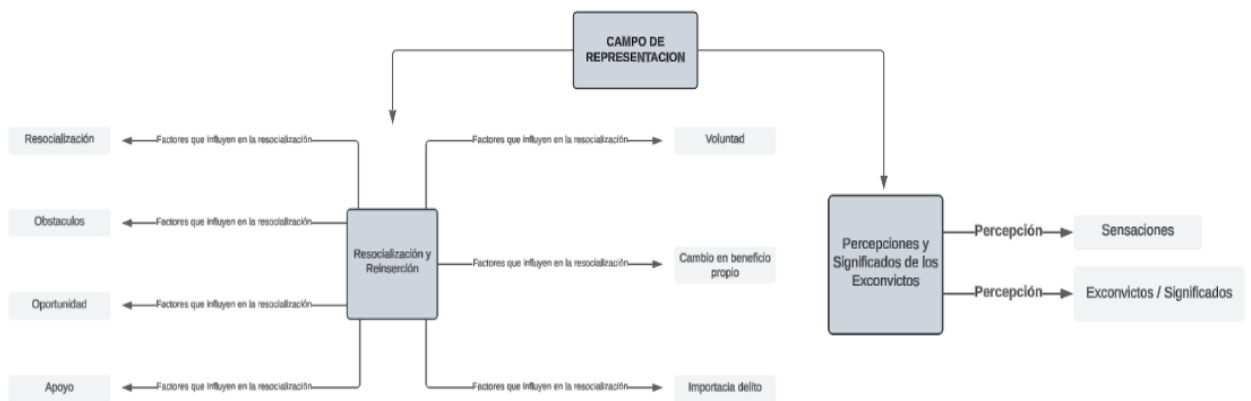 CAMPO DE
REPRESENTACION
Resocialización
Factores que influyen en la resocialización
Factores que influyen en la resocialización
Voluntad
Obstaculos
Factores que influyen en la resocialización
Resocialización y
Reinserción
Factores que influyen en la resocialización
Cambio en beneficio
propio
Oportunidad
Factores que influyen en la resocialización
Apoyo
Factores que influyen en la resocialización
Factores que influyen en la resocialización
Importacia delito
Percepciones y
Significados de los
Exconvictos
Percepción
Sensaciones
Percepción
Exconvictos / Significados